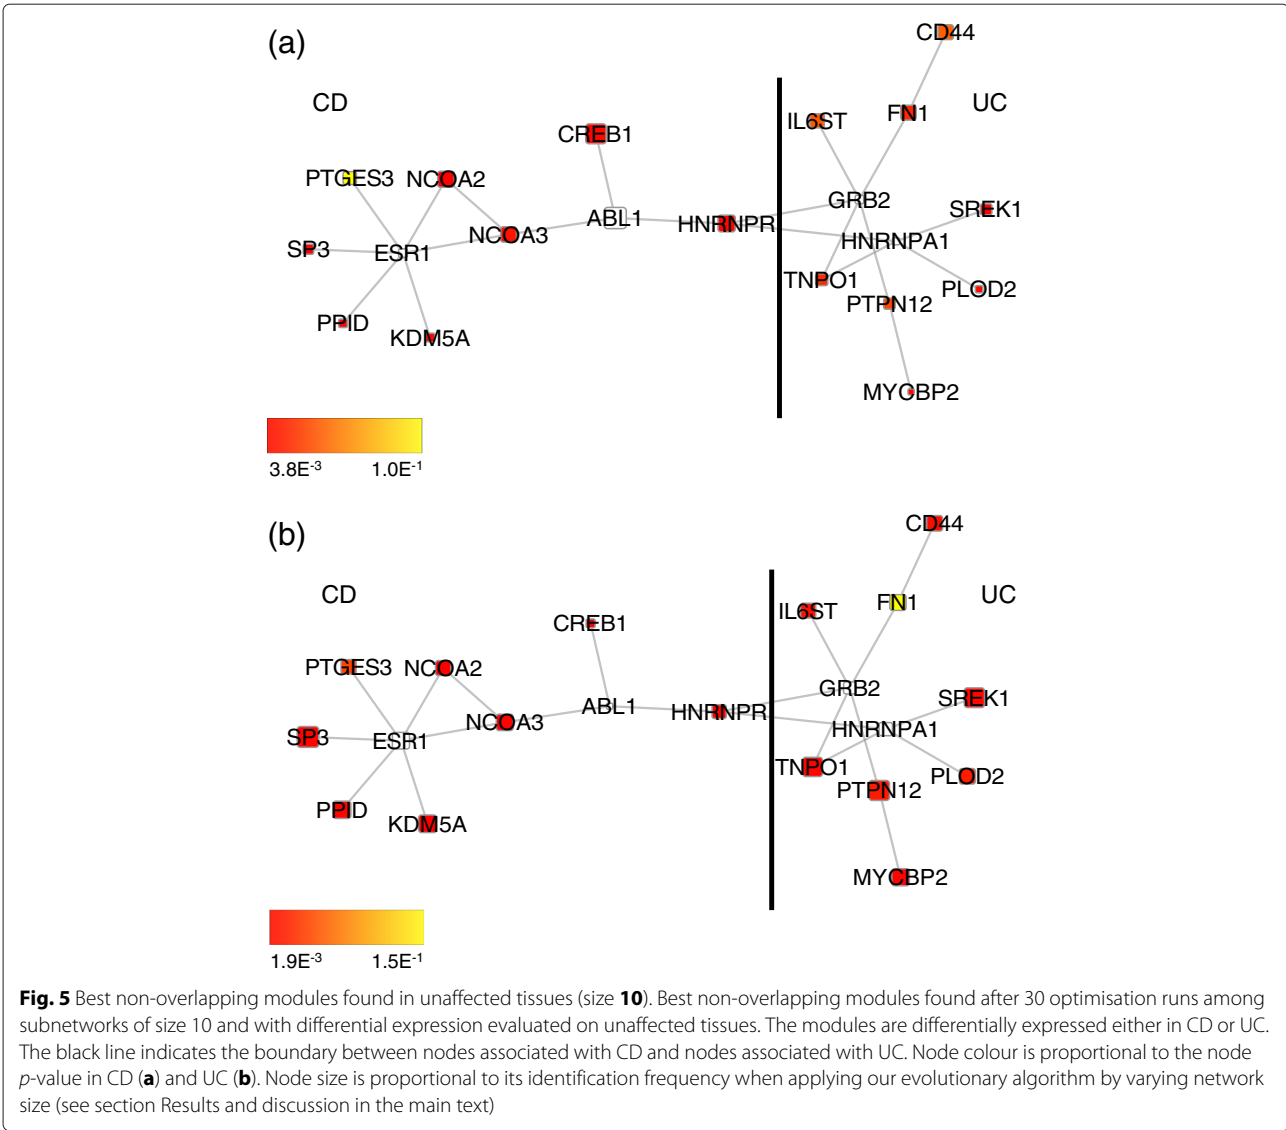 (a)
CD
UC
CD44
CREB1
IL6ST
FN1
PTGES3
NCOA2
GRB2
SREK1
ABL1
HNRNPR
SP3
ESR1
NCOA3
HNRNPA1
TNPO1
PLOD2
PTPN12
PPID
KDM5A
MYCBP2
3.8E-3
1.0E-1
(b)
CD
UC
CD44
CREB1
IL6ST
FN1
PTGES3
NCOA2
GRB2
SREK1
ABL1
HNRNPR
SP3
ESR1
NCOA3
HNRNPA1
TNPO1
PLOD2
PTPN12
PPID
KDM5A
MYCBP2
1.9E-3
1.5E-1
Fig. 5 Best non-overlapping modules found in unaffected tissues (size 10). Best non-overlapping modules found after 30 optimisation runs among
subnetworks of size 10 and with differential expression evaluated on unaffected tissues. The modules are differentially expressed either in CD or UC.
The black line indicates the boundary between nodes associated with CD and nodes associated with UC. Node colour is proportional to the node
p-value in CD (a) and UC (b). Node size is proportional to its identification frequency when applying our evolutionary algorithm by varying network
size (see section Results and discussion in the main text)